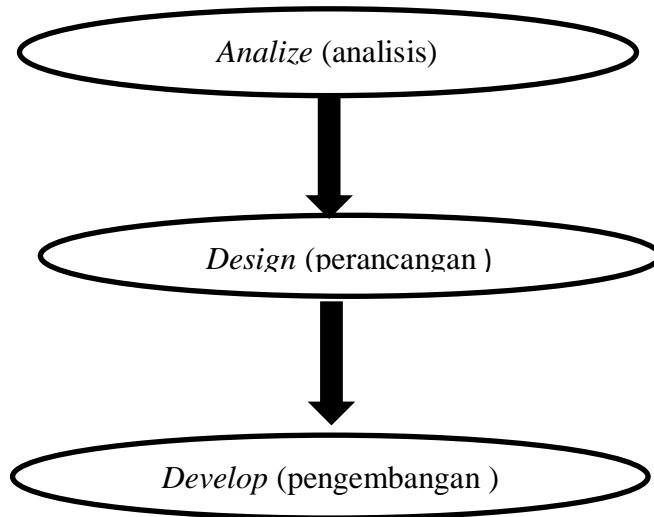 Analize (analisis)
Design (perancangan )
Develop (pengembangan )